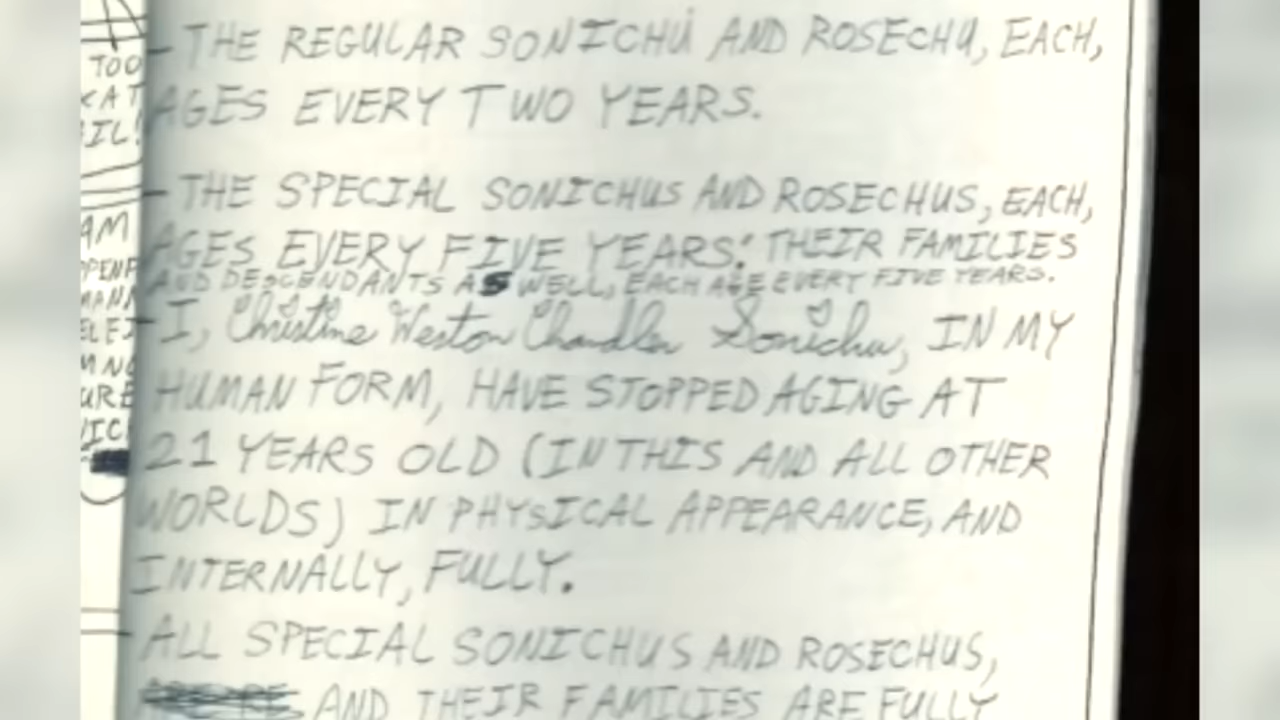 TOO
- THE REGULAR SONICHU AND ROSECHU, EACH,
AGES EVERY TWO YEARS.
- THE SPECIAL SONICHUS AND ROSECHUS, EACH,
AGES EVERY FIVE YEARS. THEIR FAMILIES
AND DESCENDANTS AS WELL, EACH AGE EVERY FIVE YEARS.
- I, Christine Weston Chandler Sonichu, IN MY
HUMAN FORM, HAVE STOPPED AGING AT
21 YEARS OLD (IN THIS AND ALL OTHER
WORLDS) IN PHYSICAL APPEARANCE, AND
INTERNALLY, FULLY.
- ALL SPECIAL SONICHUS AND ROSECHUS,
AND THEIR FAMILIES ARE FULLY